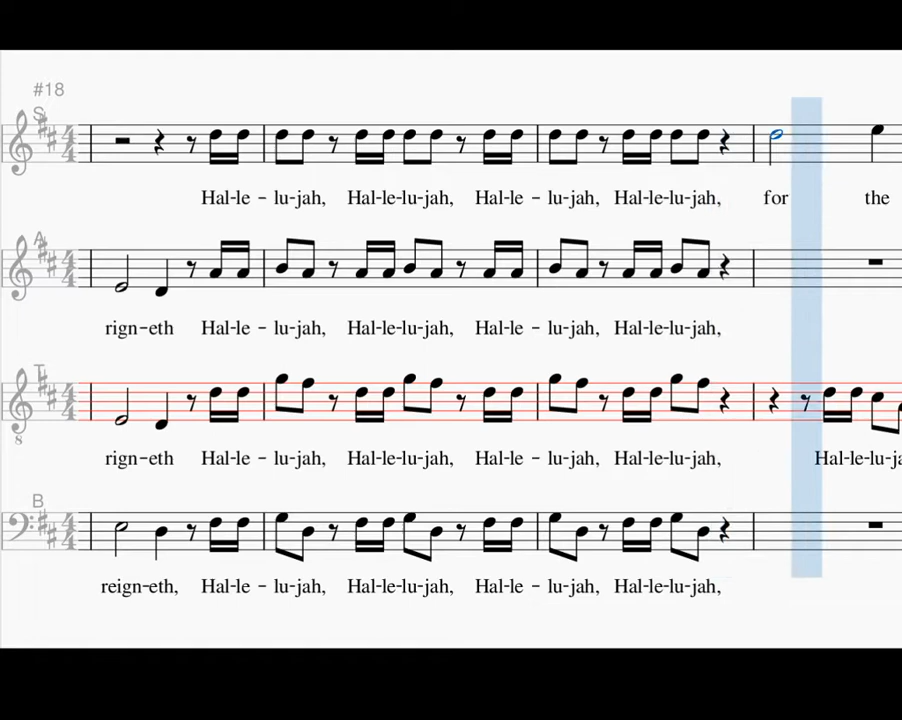 #18
S
Hal-le - lu-jah, Hal-le-lu-jah, Hal-le - lu-jah, Hal-le-lu-jah, for the
A
rign-eth Hal-le - lu-jah, Hal-le-lu-jah, Hal-le - lu-jah, Hal-le-lu-jah,
T
8
rign-eth Hal-le - lu-jah, Hal-le-lu-jah, Hal-le - lu-jah, Hal-le-lu-jah, Hal-le-lu-ja
B
reign-eth, Hal-le - lu-jah, Hal-le-lu-jah, Hal-le - lu-jah, Hal-le-lu-jah,